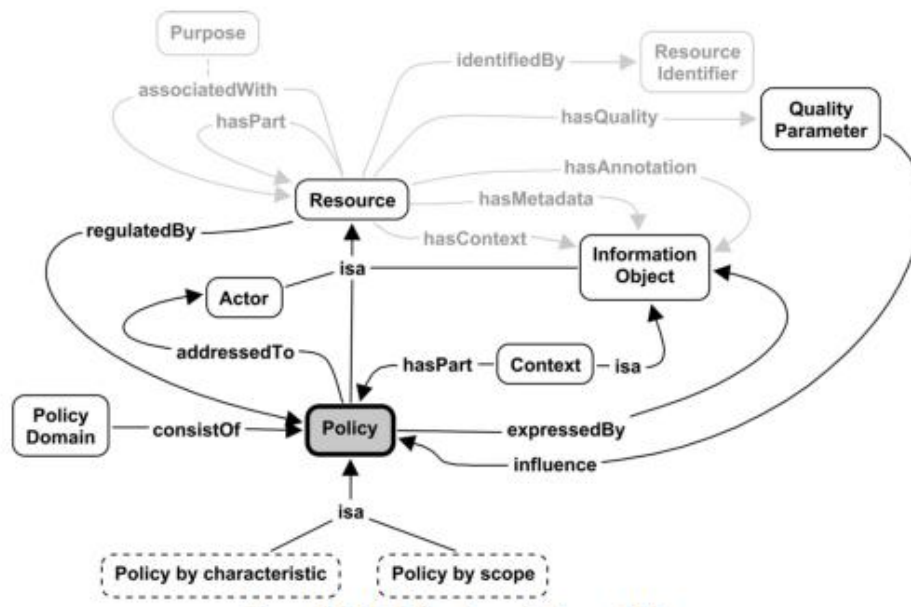 Purpose
identifiedBy
Resource
Identifier
associatedWith
hasPart
hasQuality
Quality
Parameter
hasAnnotation
Resource
hasMetadata
regulatedBy
hasContext
isa
Information
Object
Actor
addressedTo
hasPart
Context
isa
Policy
Domain
consistOf
Policy
expressedBy
influence
isa
Policy by characteristic
Policy by scope